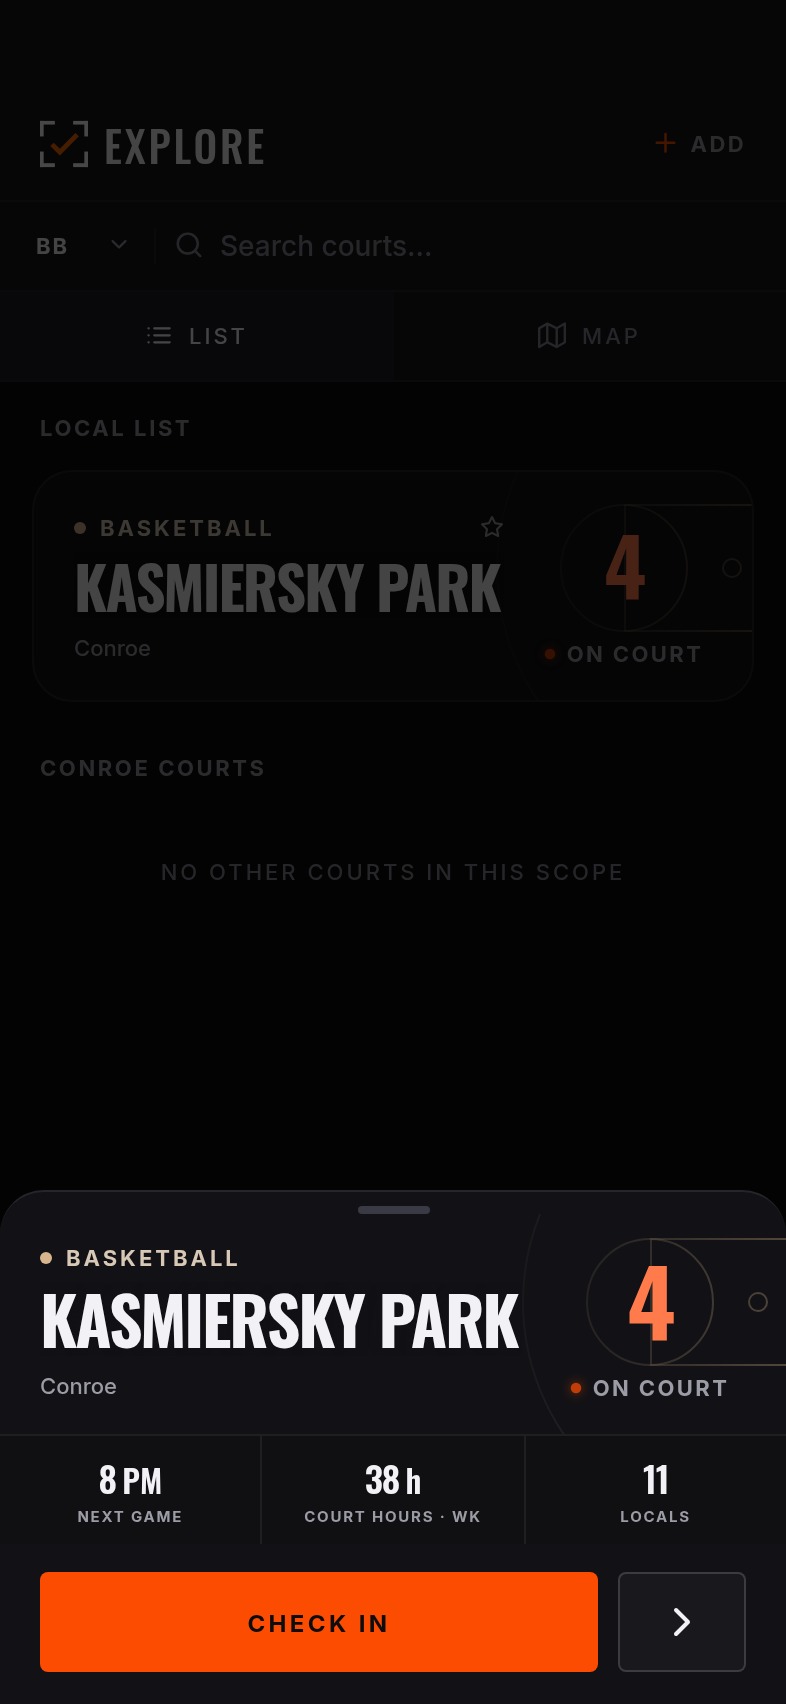 EXPLORE
ADD
BB
Search courts...
LIST
MAP
LOCAL LIST
BASKETBALL
KASMIERSKY PARK
Conroe
4
ON COURT
CONROE COURTS
NO OTHER COURTS IN THIS SCOPE
BASKETBALL
KASMIERSKY PARK
Conroe
4
ON COURT
8 PM
NEXT GAME
38 h
COURT HOURS · WK
11
LOCALS
CHECK IN